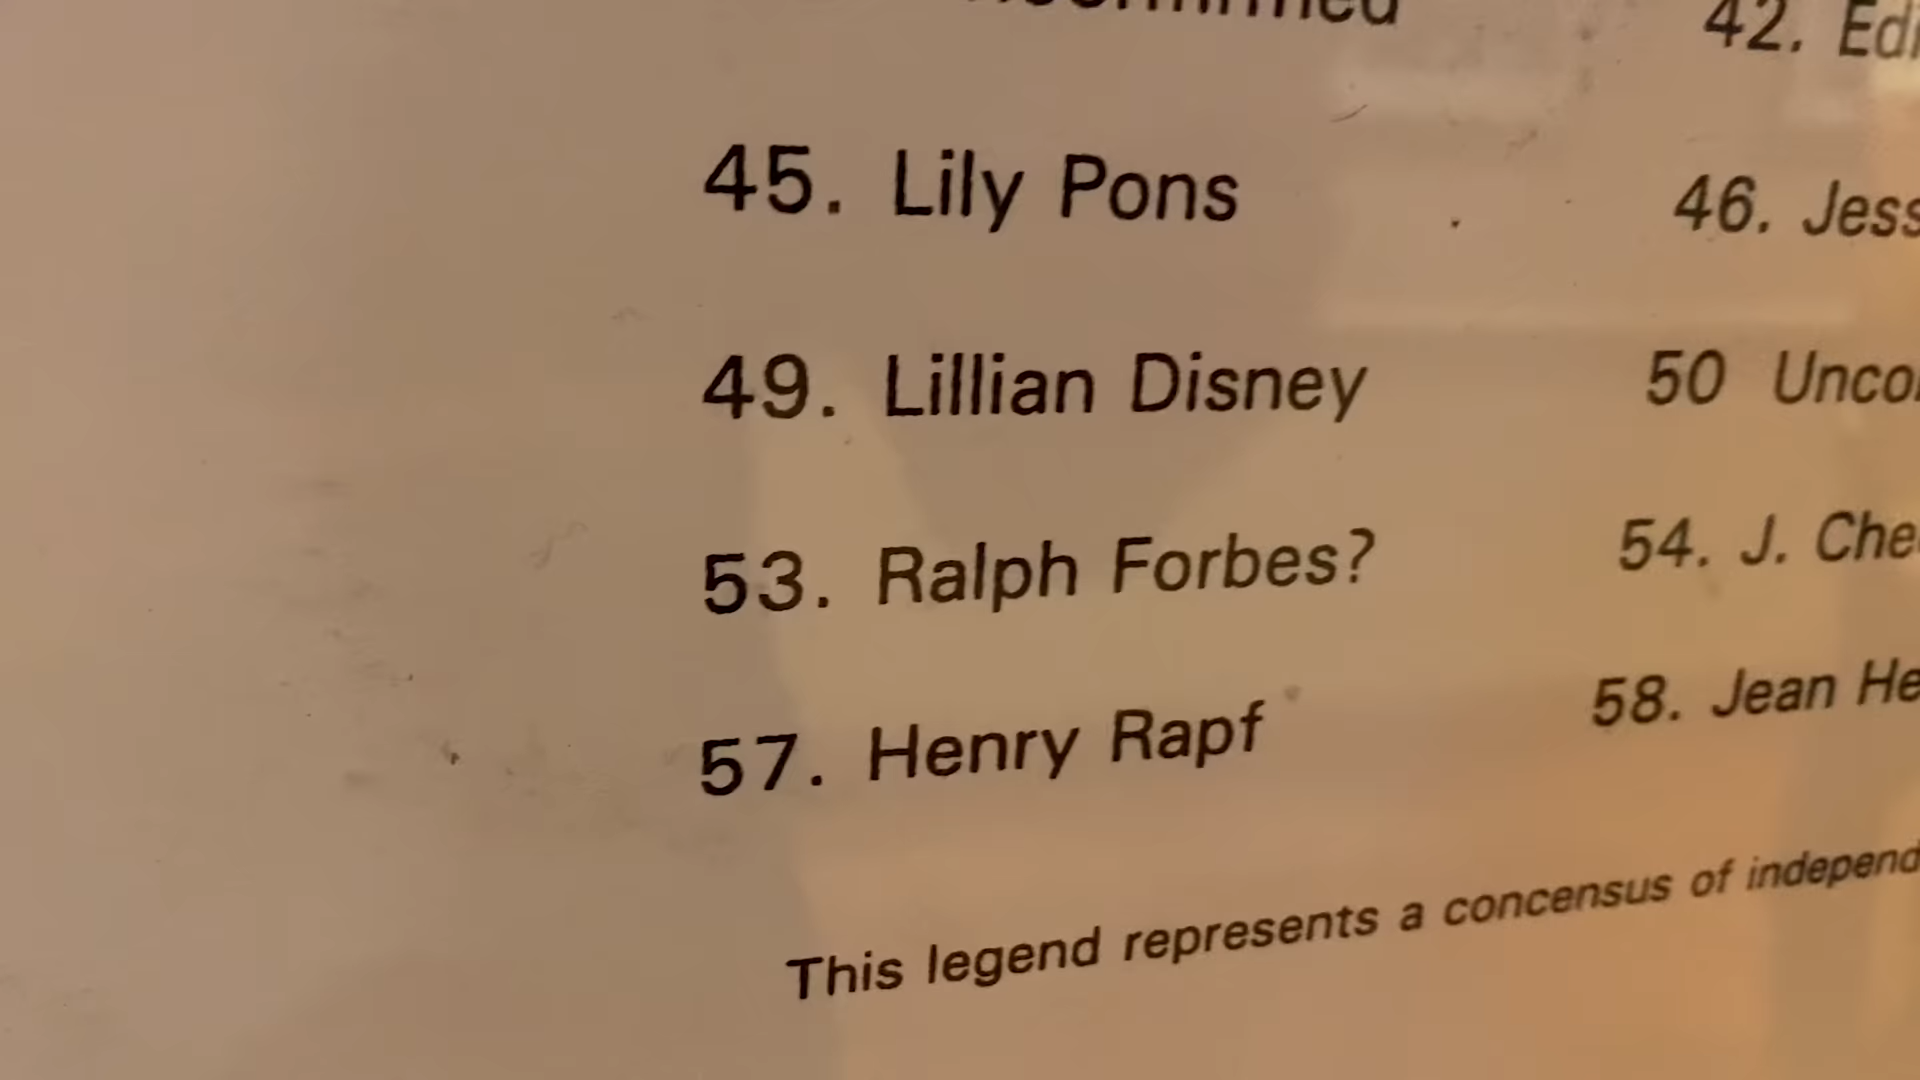 42.
45. Lily Pons 46.
49. Lillian Disney 50
53. Ralph Forbes? 54. J.
57. Henry Rapf 58. Jean
This legend represents a concensus of